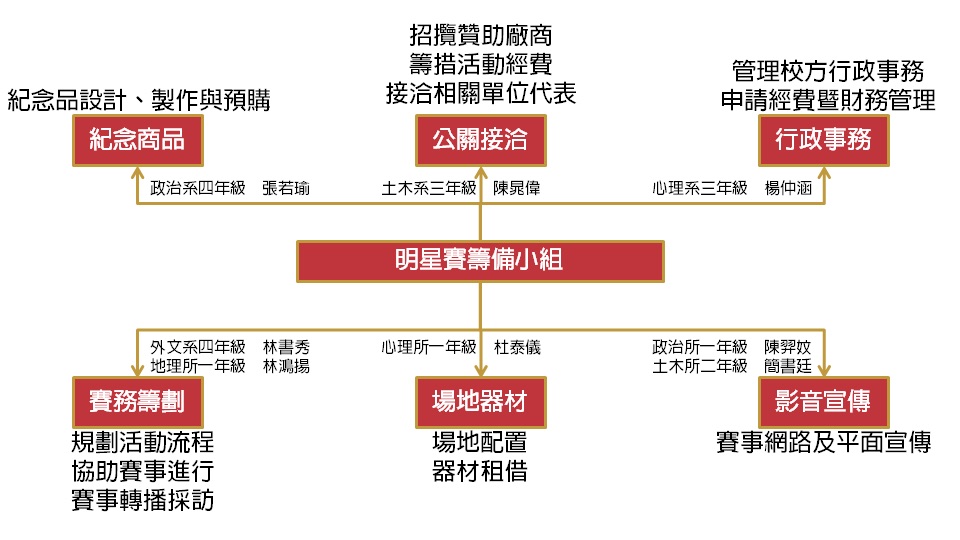 招攬贊助廠商
籌措活動經費
接洽相關單位代表
管理校方行政事務
申請經費暨財務管理
紀念品設計、製作與預購
紀念商品
公關接洽
行政事務
政治系四年級 張若瑜
土木系三年級 陳晁偉
心理系三年級 楊仲涵
明星賽籌備小組
外文系四年級 林書秀
地理所一年級 林鴻揚
心理所一年級 杜泰儀
政治所一年級 陳羿妏
土木所二年級 簡書廷
賽務籌劃
場地器材
影音宣傳
規劃活動流程
協助賽事進行
賽事轉播採訪
場地配置
器材租借
賽事網路及平面宣傳